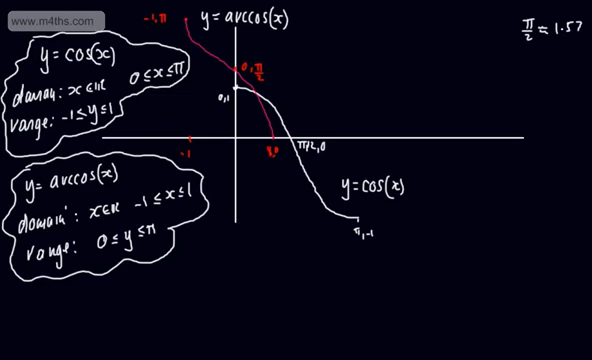 www.m4ths.com
y = cos(x)
domain: x∈ℝ 0 ≤ x ≤ π
range: -1 ≤ y ≤ 1
y = arccos(x)
domain: x∈ℝ -1 ≤ x ≤ 1
range: 0 ≤ y ≤ π
-1, π
y = arccos(x)
0, π/2
0,1
-1
1,0
π/2, 0
y = cos(x)
π, -1
π/2 ≈ 1.57